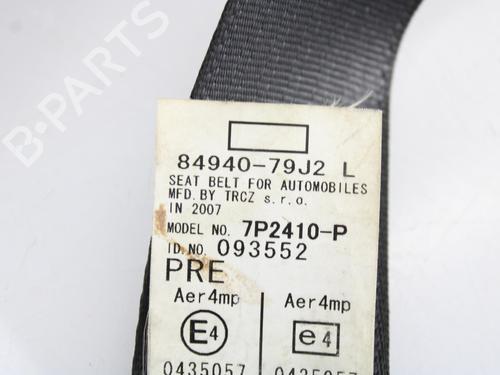 B-PARTS
84940-79J2 L
SEAT BELT FOR AUTOMOBILES
MFD. BY TRCZ s.r.o.
IN 2007
MODEL NO. 7P2410-P
ID. NO. 093552
PRE
Aer4mp Aer4mp
E4 e4
0435057